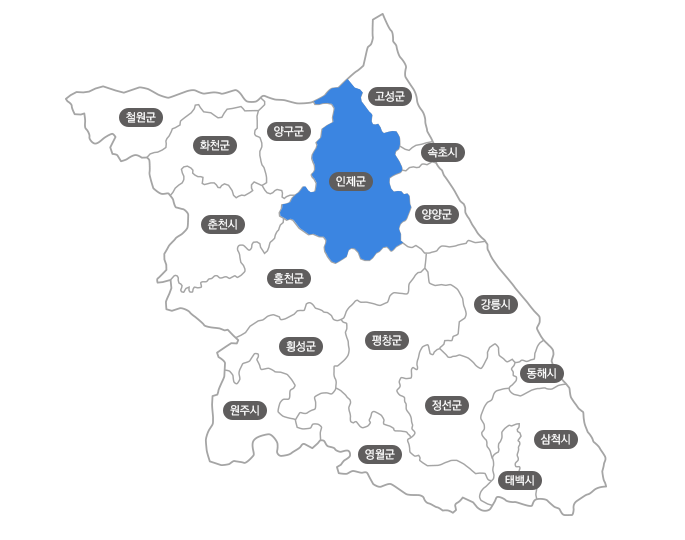 고성군
철원군
양구군
화천군
속초시
인제군
양양군
춘천시
홍천군
강릉시
평창군
횡성군
동해시
정선군
원주시
삼척시
영월군
태백시